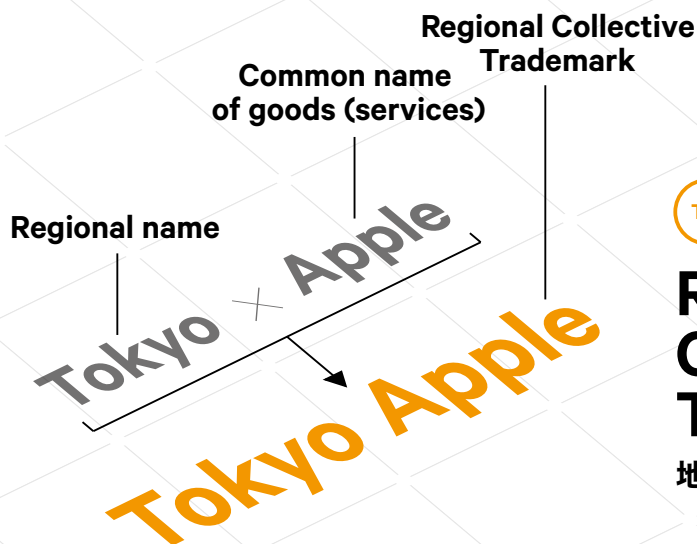 Regional Collective
Trademark
Common name
of goods (services)
Regional name
Tokyo × Apple
Tokyo Apple
地